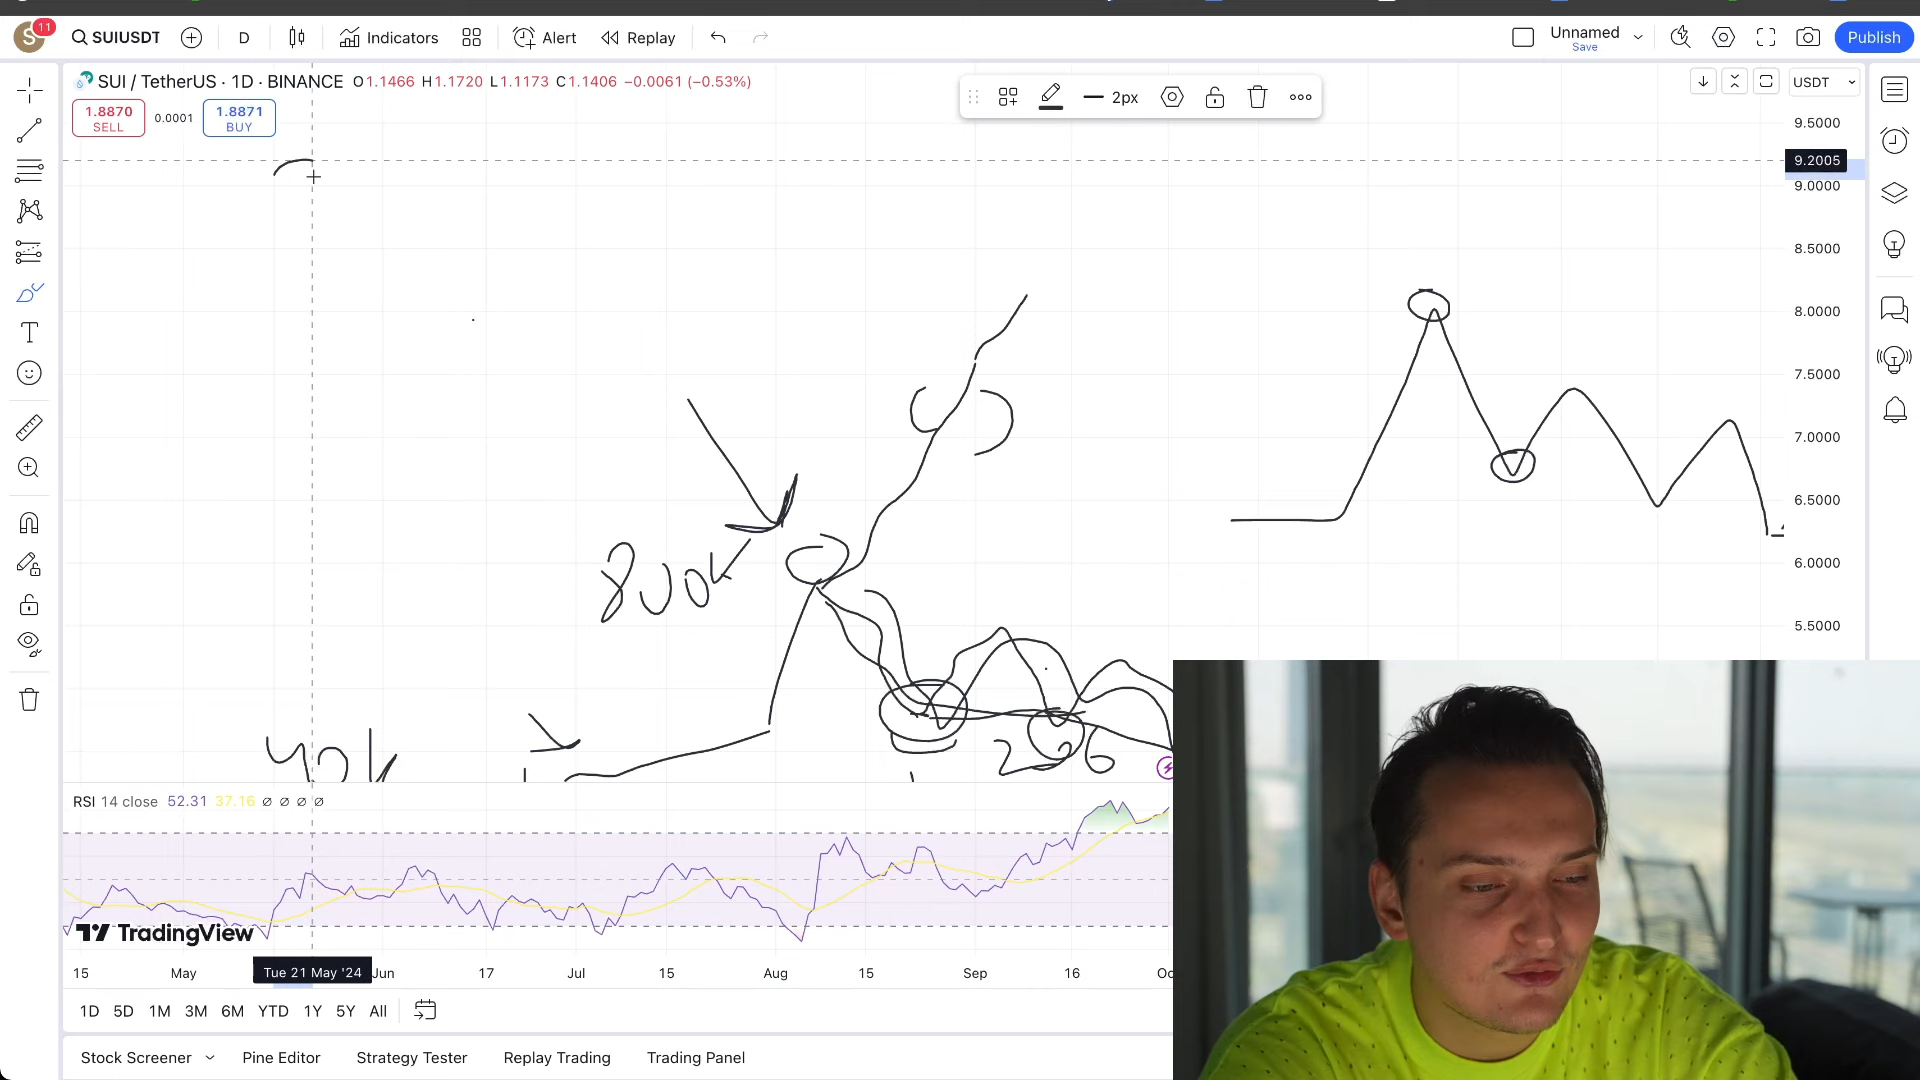 S 11 SUIUSDT D Indicators Alert Replay Unnamed Save Publish
SUI / TetherUS · 1D · BINANCE O1.1466 H1.1720 L1.1173 C1.1406 −0.0061 (−0.53%)
2px
USDT
1.8870 SELL 0.0001 1.8871 BUY
9.5000
9.2005
9.0000
8.5000
8.0000
7.5000
7.0000
6.5000
6.0000
5.5000
800k
40k
RSI 14 close 52.31 37.16 ∅ ∅ ∅ ∅
TradingView
15 May Tue 21 May '24 Jun 17 Jul 15 Aug 15 Sep 16
1D 5D 1M 3M 6M YTD 1Y 5Y All
Stock Screener Pine Editor Strategy Tester Replay Trading Trading Panel